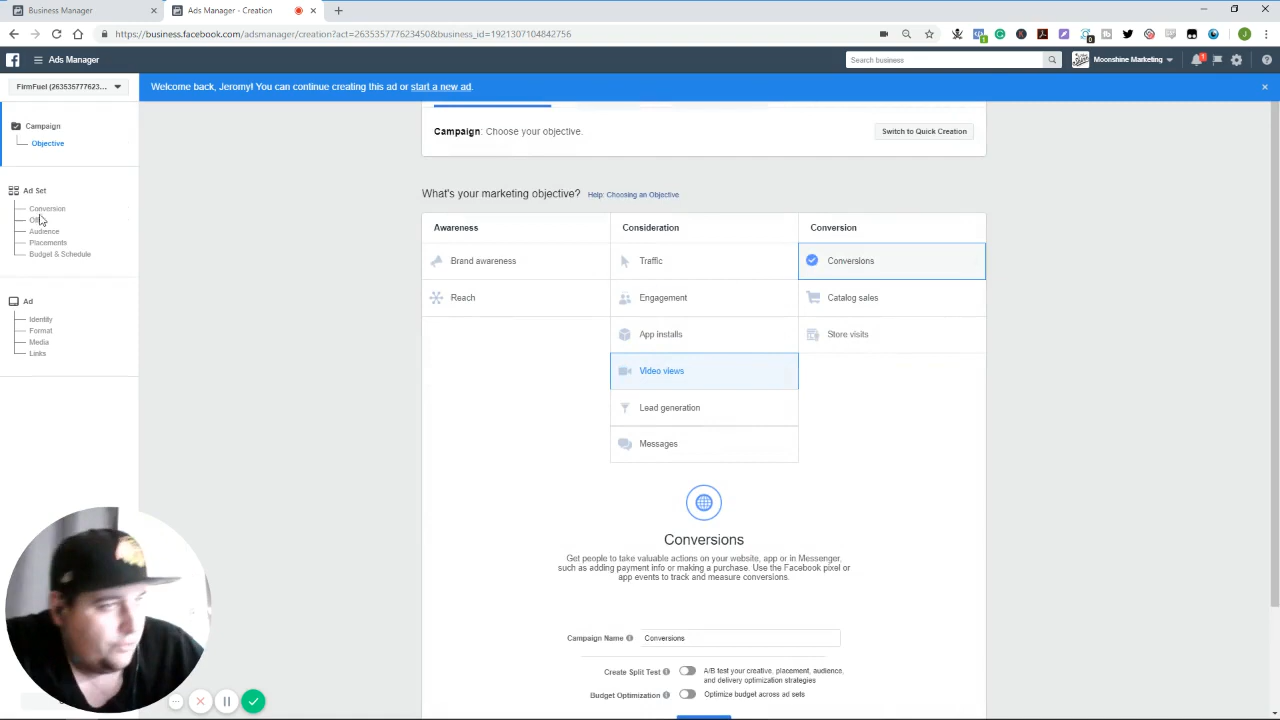 Business Manager
Ads Manager - Creation
https://business.facebook.com/adsmanager/creation?act=263535777623450&business_id=1921307104842756
Ads Manager
Search business
Moonshine Marketing
FirmFuel (26353577623...
Welcome back, Jeromy! You can continue creating this ad or start a new ad.
Campaign
Objective
Campaign: Choose your objective.
Switch to Quick Creation
Ad Set
Conversion
Audience
Placements
Budget & Schedule
Ad
Identity
Format
Media
Links
What's your marketing objective? Help: Choosing an Objective
Awareness
Consideration
Conversion
Brand awareness
Traffic
Conversions
Reach
Engagement
Catalog sales
App installs
Store visits
Video views
Lead generation
Messages
Conversions
Get people to take valuable actions on your website, app or in Messenger,
such as adding payment info or making a purchase. Use the Facebook pixel or
app events to track and measure conversions.
Campaign Name
Conversions
Create Split Test
A/B test your creative, placement, audience,
and delivery optimization strategies
Budget Optimization
Optimize budget across ad sets